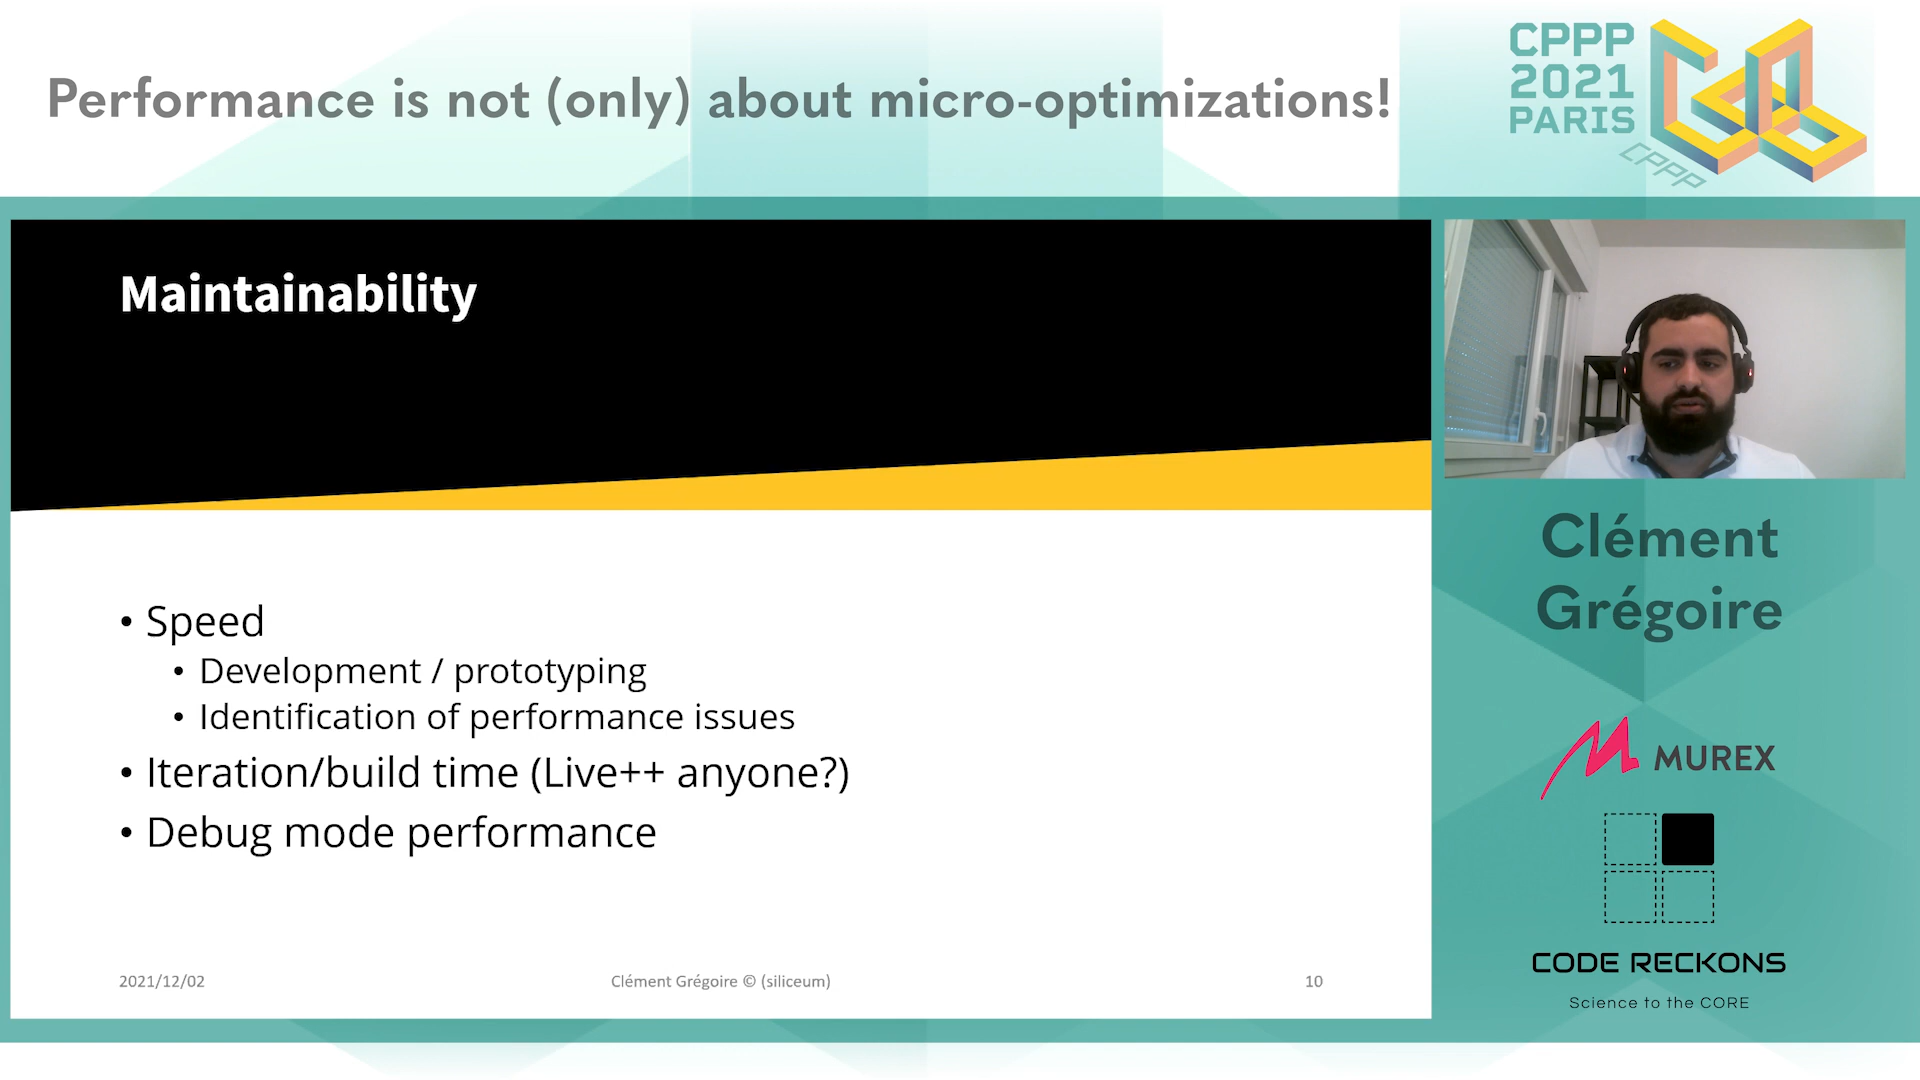 Performance is not (only) about micro-optimizations!
CPPP
2021
PARIS
CPPP
Maintainability
• Speed
• Development / prototyping
• Identification of performance issues
• Iteration/build time (Live++ anyone?)
• Debug mode performance
2021/12/02
Clément Grégoire © (siliceum)
10
Clément
Grégoire
MUREX
CODE RECKONS
Science to the CORE